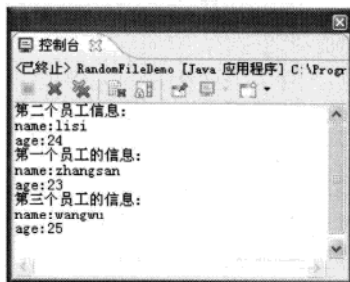 控制台
<已终止> RandomFileDemo [Java 应用程序] C:\Progr
第二个员工信息：
name:lisi
age:24
第一个员工的信息：
name:zhangsan
age:23
第三个员工的信息：
name:wangwu
age:25